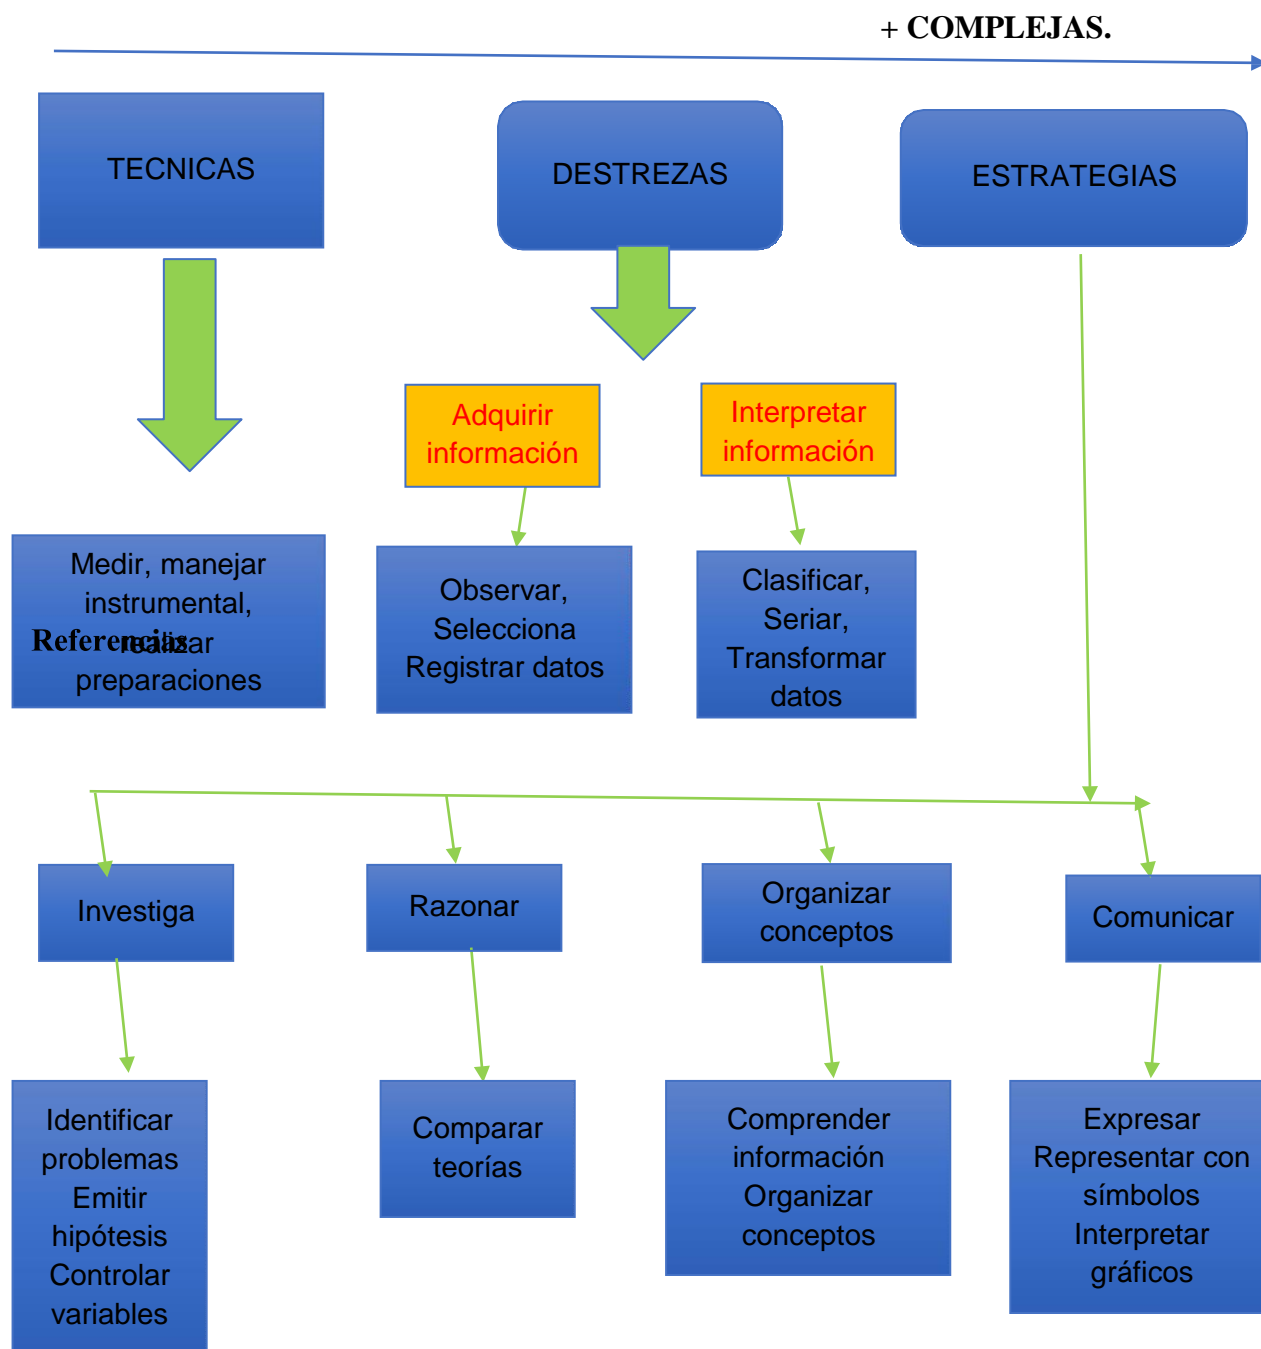 + COMPLEJAS.
TECNICAS
DESTREZAS
ESTRATEGIAS
Adquirir
información
Interpretar
información
Medir, manejar
instrumental,
realizar
preparaciones
Referencias
Observar,
Selecciona
Registrar datos
Clasificar,
Seriar,
Transformar
datos
Investiga
Razonar
Organizar
conceptos
Comunicar
Identificar
problemas
Emitir
hipótesis
Controlar
variables
Comparar
teorías
Comprender
información
Organizar
conceptos
Expresar
Representar con
símbolos
Interpretar
gráficos